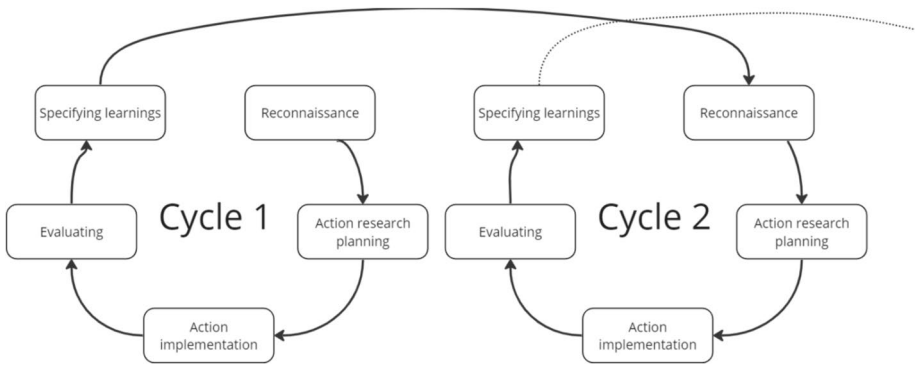 Specifying learnings
Reconnaissance
Evaluating
Cycle 1
Action research
planning
Action
implementation
Specifying learnings
Reconnaissance
Evaluating
Cycle 2
Action research
planning
Action
implementation